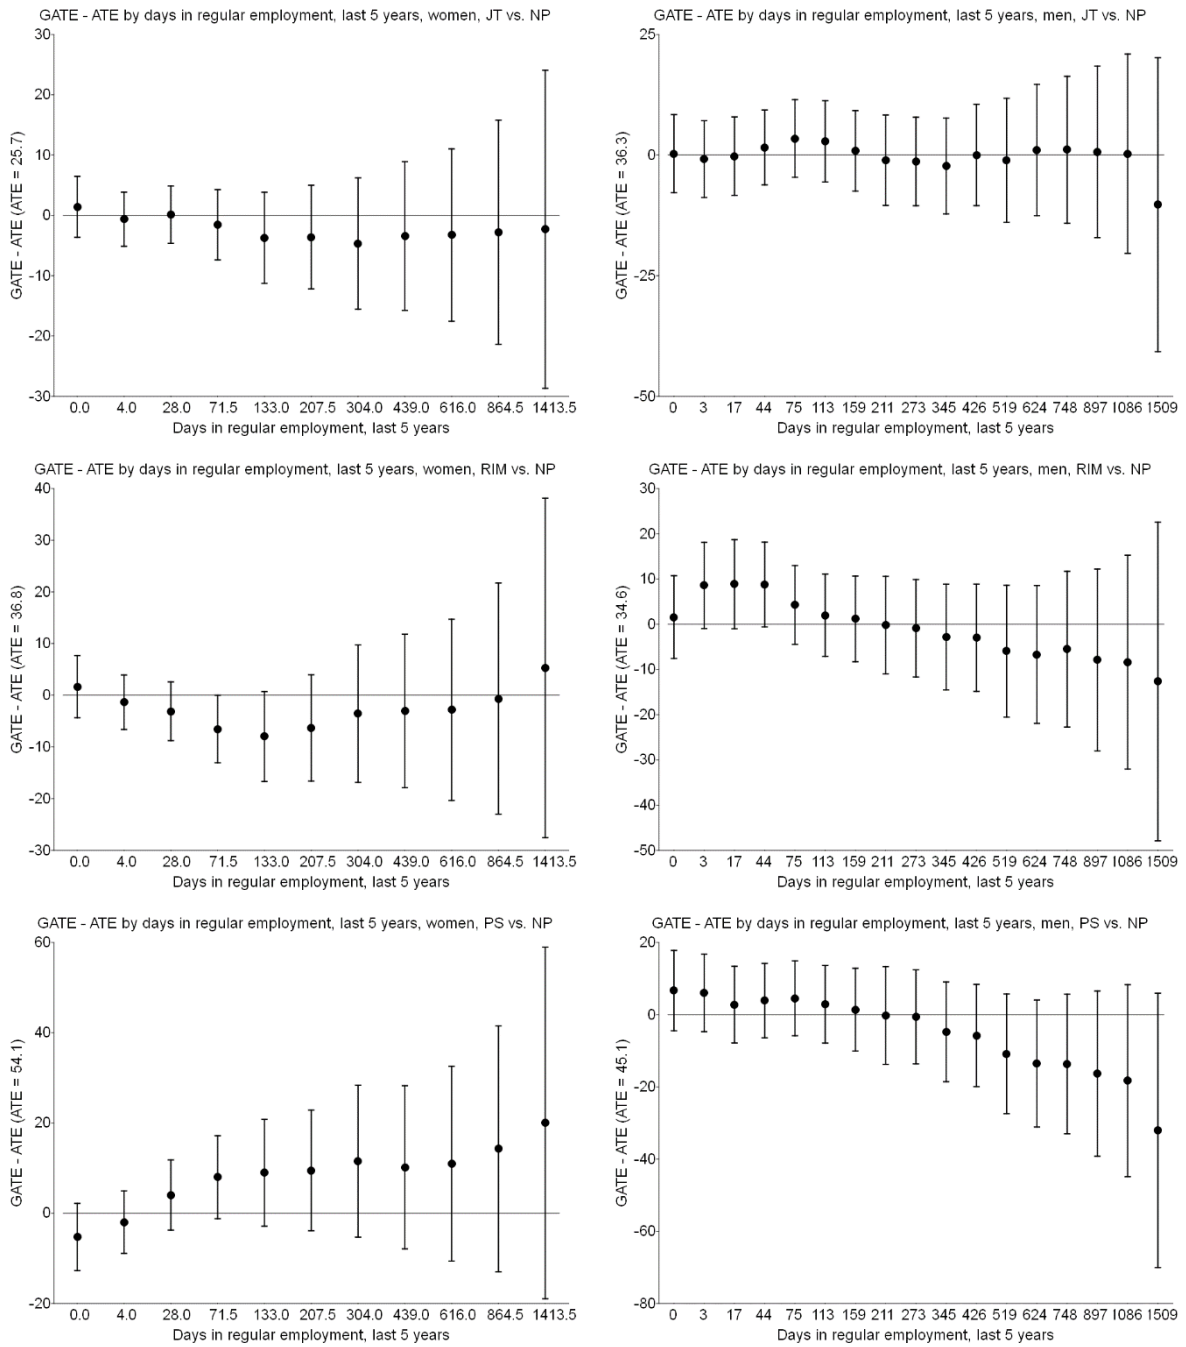 GATE - ATE by days in regular employment, last 5 years, women, JT vs. NP
30
20
10
0
-10
-20
-30
GATE - ATE (ATE = 25.7)
0.0 4.0 28.0 71.5 133.0 207.5 304.0 439.0 616.0 864.5 1413.5
Days in regular employment, last 5 years
GATE - ATE by days in regular employment, last 5 years, men, JT vs. NP
25
0
-25
-50
GATE - ATE (ATE = 36.3)
0 3 17 44 75 113 159 211 273 345 426 519 624 748 897 1086 1509
Days in regular employment, last 5 years
GATE - ATE by days in regular employment, last 5 years, women, RIM vs. NP
40
30
20
10
0
-10
-20
-30
GATE - ATE (ATE = 36.8)
0.0 4.0 28.0 71.5 133.0 207.5 304.0 439.0 616.0 864.5 1413.5
Days in regular employment, last 5 years
GATE - ATE by days in regular employment, last 5 years, men, RIM vs. NP
30
20
10
0
-10
-20
-30
-40
-50
GATE - ATE (ATE = 34.6)
0 3 17 44 75 113 159 211 273 345 426 519 624 748 897 1086 1509
Days in regular employment, last 5 years
GATE - ATE by days in regular employment, last 5 years, women, PS vs. NP
60
40
20
0
-20
GATE - ATE (ATE = 54.1)
0.0 4.0 28.0 71.5 133.0 207.5 304.0 439.0 616.0 864.5 1413.5
Days in regular employment, last 5 years
GATE - ATE by days in regular employment, last 5 years, men, PS vs. NP
20
0
-20
-40
-60
-80
GATE - ATE (ATE = 45.1)
0 3 17 44 75 113 159 211 273 345 426 519 624 748 897 1086 1509
Days in regular employment, last 5 years